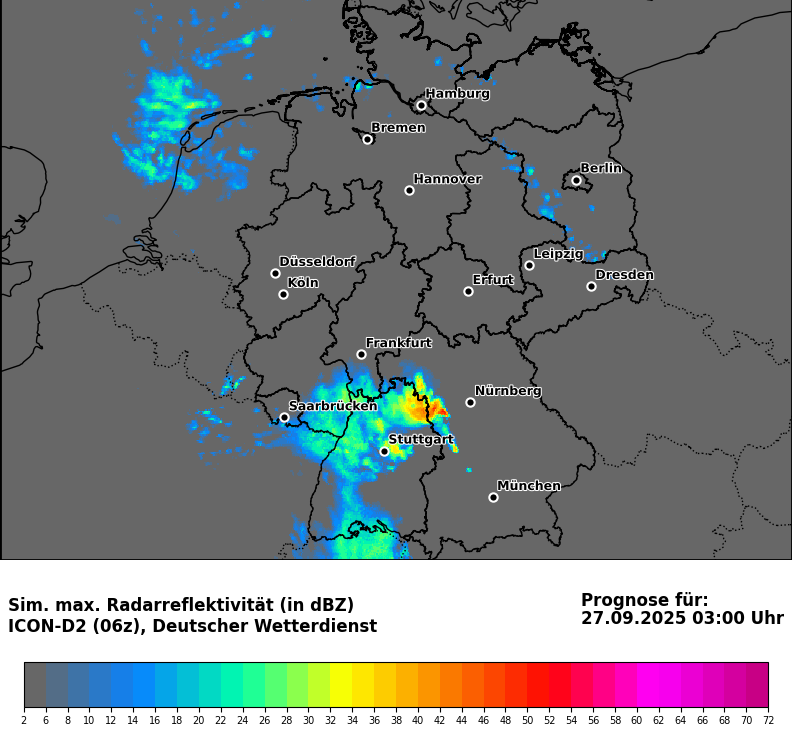 Hamburg
Bremen
Berlin
Hannover
Leipzig
Düsseldorf
Dresden
Köln
Erfurt
Frankfurt
Nürnberg
Saarbrücken
Stuttgart
München
Sim. max. Radarreflektivität (in dBZ)
ICON-D2 (06z), Deutscher Wetterdienst
Prognose für:
27.09.2025 03:00 Uhr
2 6 8 10 12 14 16 18 20 22 24 26 28 30 32 34 36 38 40 42 44 46 48 50 52 54 56 58 60 62 64 66 68 70 72